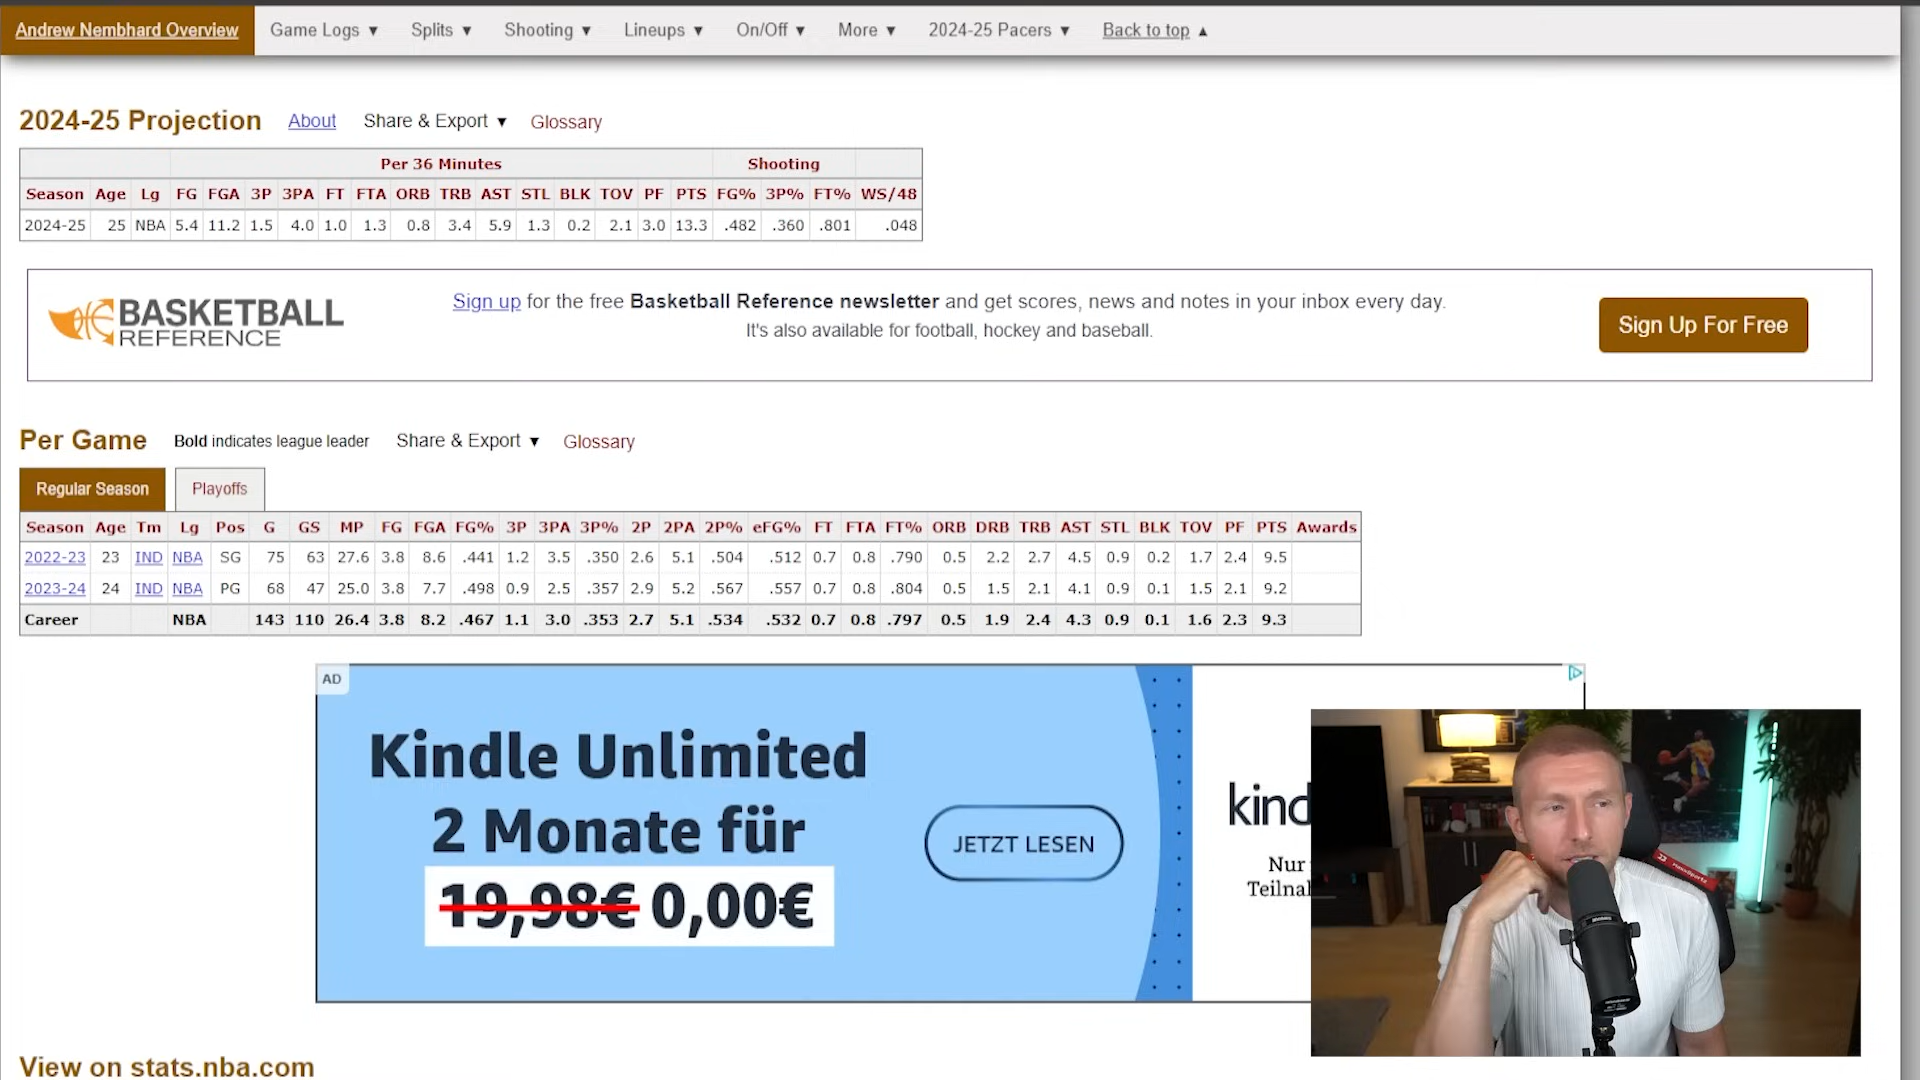 Andrew Nembhard Overview Game Logs ▼ Splits ▼ Shooting ▼ Lineups ▼ On/Off ▼ More ▼ 2024-25 Pacers ▼ Back to top ▲
2024-25 Projection About Share & Export ▼ Glossary
Per 36 Minutes Shooting
Season Age Lg FG FGA 3P 3PA FT FTA ORB TRB AST STL BLK TOV PF PTS FG% 3P% FT% WS/48
2024-25 25 NBA 5.4 11.2 1.5 4.0 1.0 1.3 0.8 3.4 5.9 1.3 0.2 2.1 3.0 13.3 .482 .360 .801 .048
BASKETBALL
REFERENCE
Sign up for the free Basketball Reference newsletter and get scores, news and notes in your inbox every day.
It's also available for football, hockey and baseball.
Sign Up For Free
Per Game Bold indicates league leader Share & Export ▼ Glossary
Regular Season Playoffs
Season Age Tm Lg Pos G GS MP FG FGA FG% 3P 3PA 3P% 2P 2PA 2P% eFG% FT FTA FT% ORB DRB TRB AST STL BLK TOV PF PTS Awards
2022-23 23 IND NBA SG 75 63 27.6 3.8 8.6 .441 1.2 3.5 .350 2.6 5.1 .504 .512 0.7 0.8 .790 0.5 2.2 2.7 4.5 0.9 0.2 1.7 2.4 9.5
2023-24 24 IND NBA PG 68 47 25.0 3.8 7.7 .498 0.9 2.5 .357 2.9 5.2 .567 .557 0.7 0.8 .804 0.5 1.5 2.1 4.1 0.9 0.1 1.5 2.1 9.2
Career NBA 143 110 26.4 3.8 8.2 .467 1.1 3.0 .353 2.7 5.1 .534 .532 0.7 0.8 .797 0.5 1.9 2.4 4.3 0.9 0.1 1.6 2.3 9.3
AD
Kindle Unlimited
2 Monate für
19,98€ 0,00€
JETZT LESEN
kind
Nur
Teilnah
View on stats.nba.com